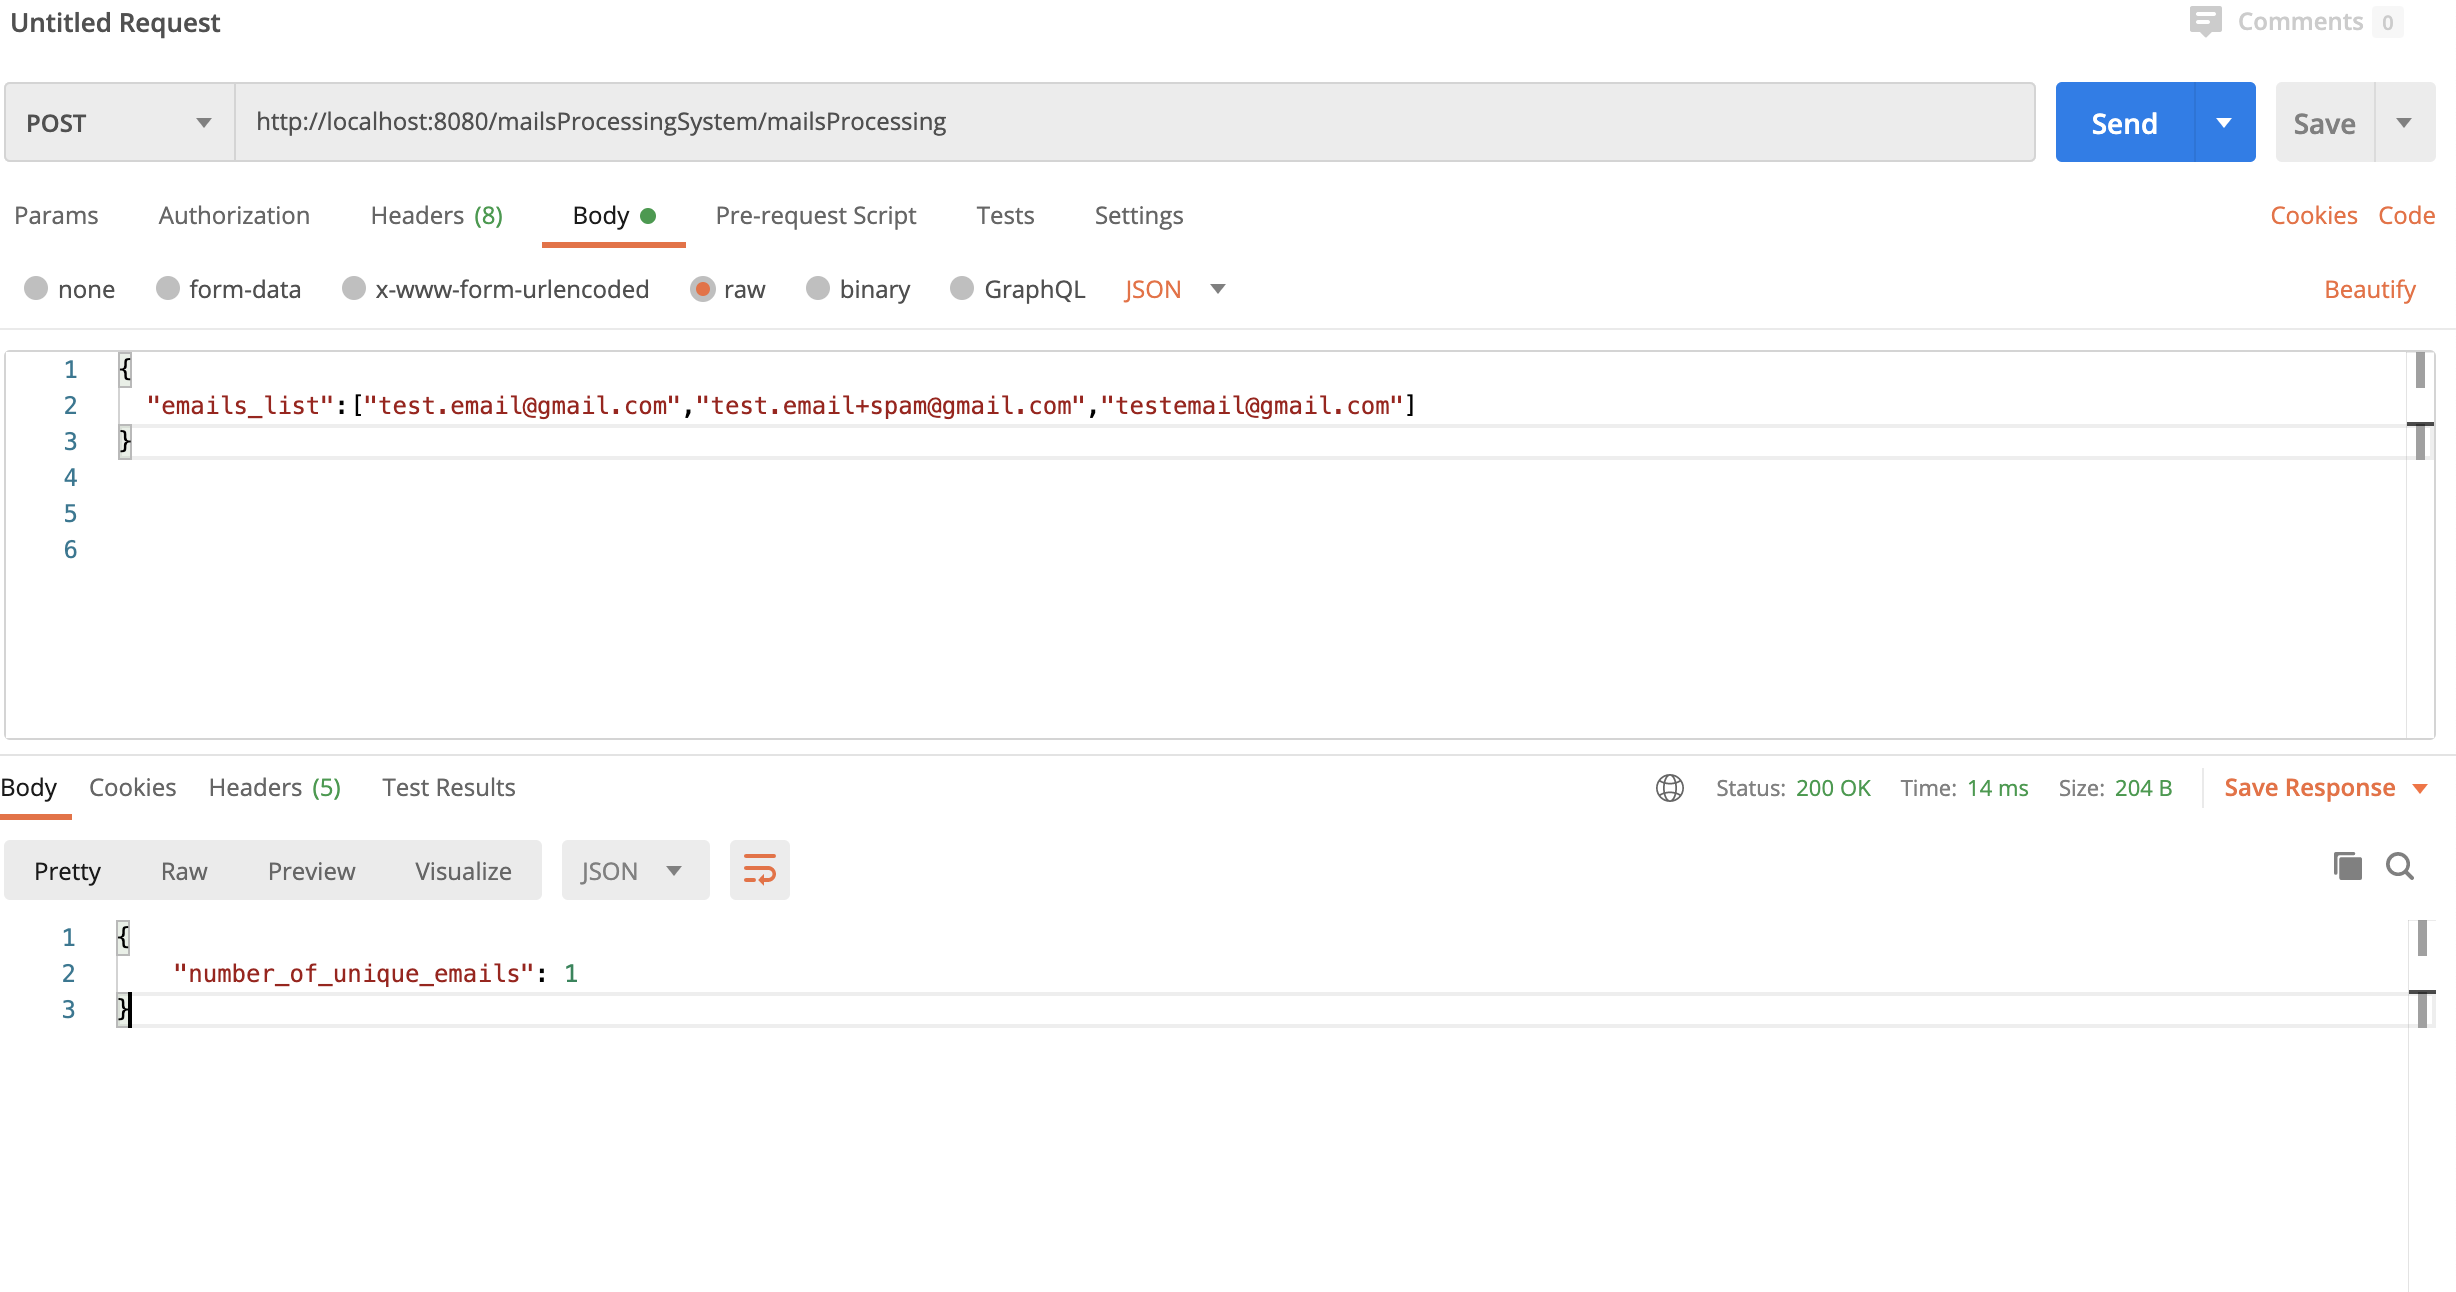 Untitled Request
Comments 0
POST http://localhost:8080/mailsProcessingSystem/mailsProcessing Send Save
Params Authorization Headers (8) Body Pre-request Script Tests Settings Cookies Code
none form-data x-www-form-urlencoded raw binary GraphQL JSON Beautify
1 {
2 "emails_list":["test.email@gmail.com","test.email+spam@gmail.com","testemail@gmail.com"]
3 }
4
5
6
Body Cookies Headers (5) Test Results Status: 200 OK Time: 14 ms Size: 204 B Save Response
Pretty Raw Preview Visualize JSON
1 {
2 "number_of_unique_emails": 1
3 }